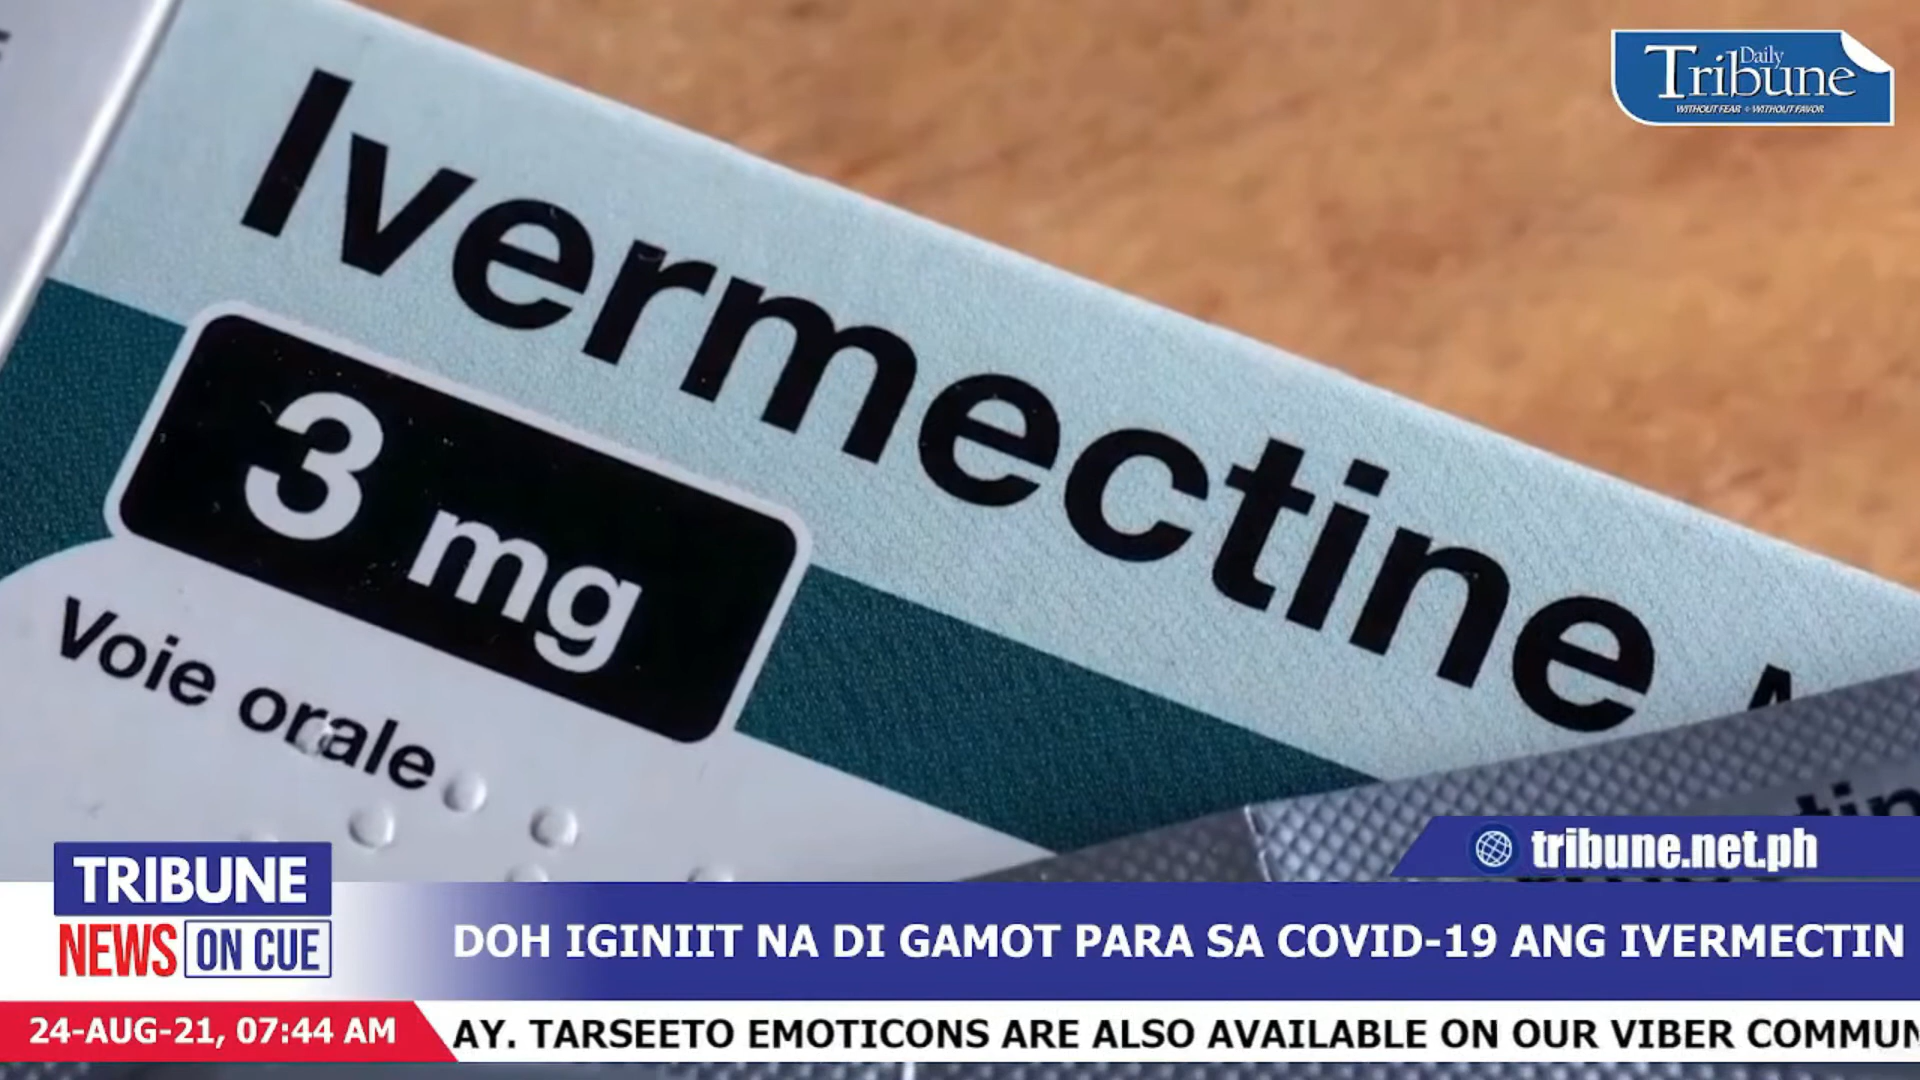 Daily
Tribune
WITHOUT FEAR + WITHOUT FAVOR
Ivermectine
3 mg
Voie orale
tribune.net.ph
TRIBUNE
NEWS ON CUE
DOH IGINIIT NA DI GAMOT PARA SA COVID-19 ANG IVERMECTIN
24-AUG-21, 07:44 AM
AY. TARSEETO EMOTICONS ARE ALSO AVAILABLE ON OUR VIBER COMMUN